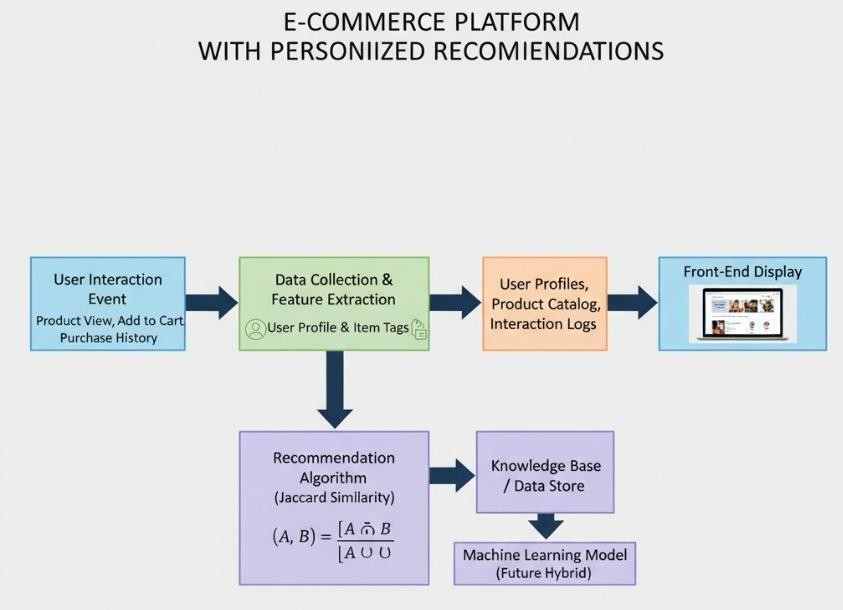 E-COMMERCE PLATFORM
WITH PERSONIIZED RECOMIENDATIONS
User Interaction
Event
Product View, Add to Cart
Purchase History
Data Collection &
Feature Extraction
User Profile & Item Tags
User Profiles,
Product Catalog,
Interaction Logs
Front-End Display
Recommendation
Algorithm
(Jaccard Simllarity)
(A, B) = [A ∩̄ B
⌊A ∪ ∪
Knowledge Base
/ Data Store
Machine Learning Model
(Future Hybrid)